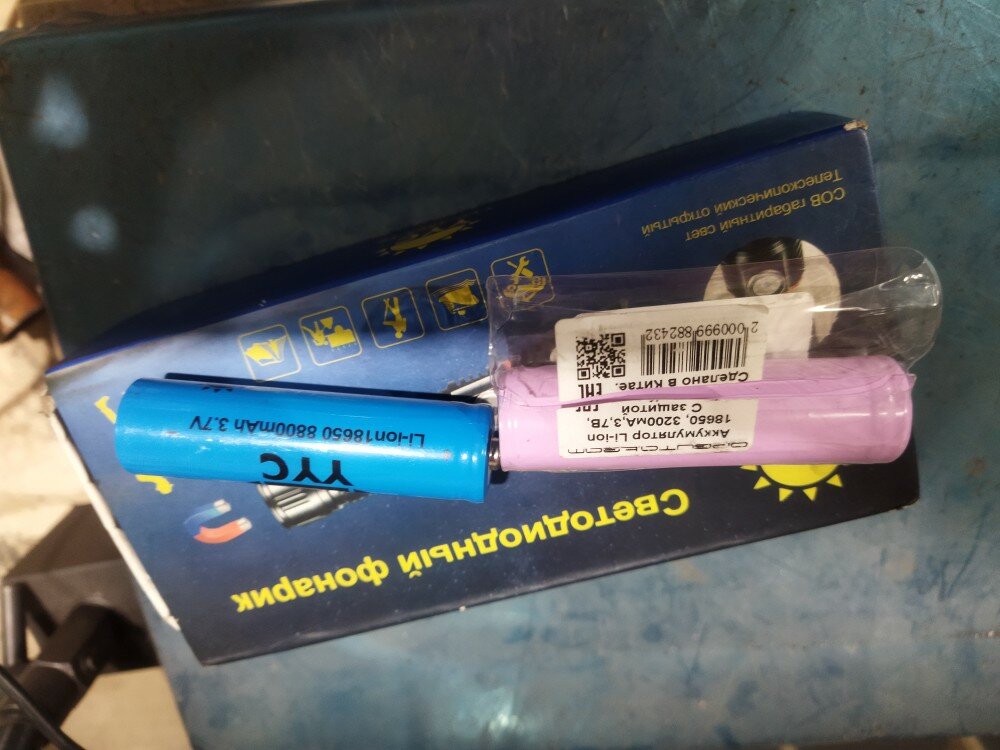 Светодиодный фонарик
YYC
Li-ion18650 8800mAh 3.7V
Аккумулятор Li-ion
18650, 3200мА,3.7В,
С защитой
Сделано в Китае.
2 000999 882432
COB габаритный свет
Телескопический открытый